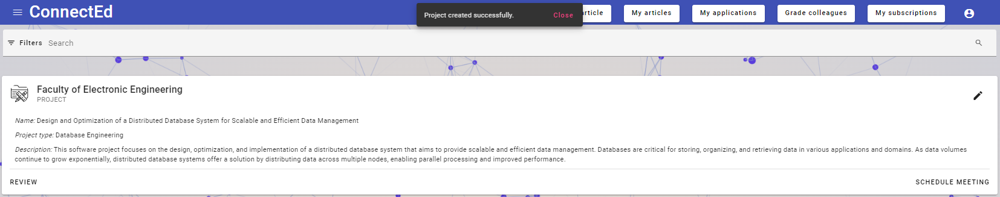 ConnectEd
Project created successfully. Close
article
My articles
My applications
Grade colleagues
My subscriptions
Filters Search
Faculty of Electronic Engineering
PROJECT
Name: Design and Optimization of a Distributed Database System for Scalable and Efficient Data Management
Project type: Database Engineering
Description: This software project focuses on the design, optimization, and implementation of a distributed database system that aims to provide scalable and efficient data management. Databases are critical for storing, organizing, and retrieving data in various applications and domains. As data volumes
continue to grow exponentially, distributed database systems offer a solution by distributing data across multiple nodes, enabling parallel processing and improved performance.
REVIEW
SCHEDULE MEETING